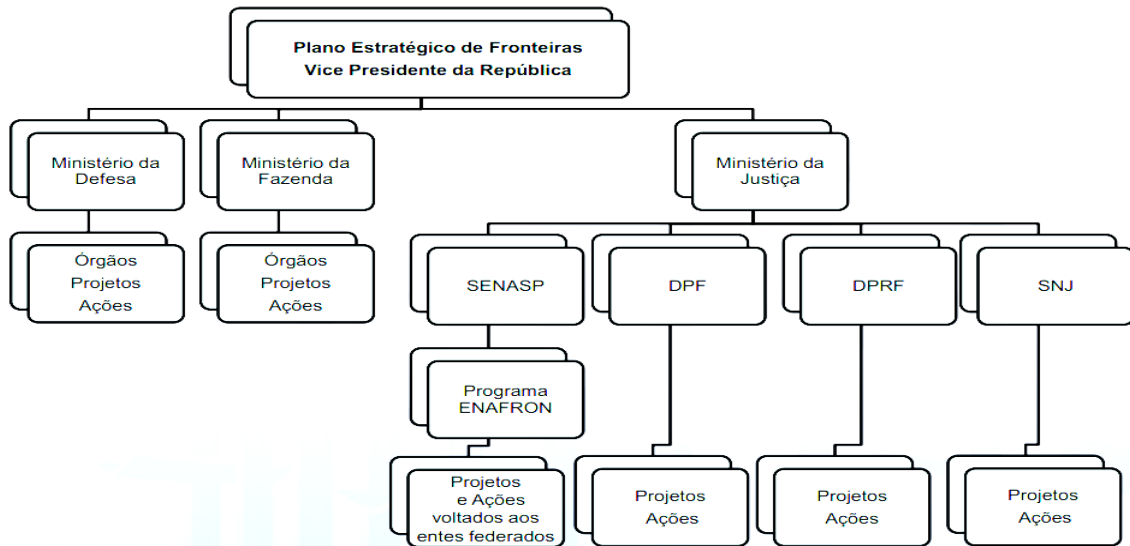 Plano Estratégico de Fronteiras
Vice Presidente da República
Ministério da
Defesa
Ministério da
Fazenda
Ministério da
Justiça
Órgãos
Projetos
Ações
Órgãos
Projetos
Ações
SENASP
DPF
DPRF
SNJ
Programa
ENAFRON
Projetos
e Ações
voltados aos
entes federados
Projetos
Ações
Projetos
Ações
Projetos
Ações